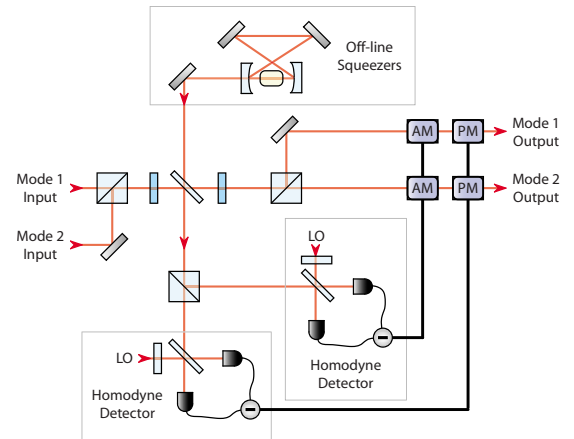 Off-line
Squeezers
Mode 1
Input
Mode 2
Input
AM
PM
Mode 1
Output
AM
PM
Mode 2
Output
LO
Homodyne
Detector
LO
Homodyne
Detector